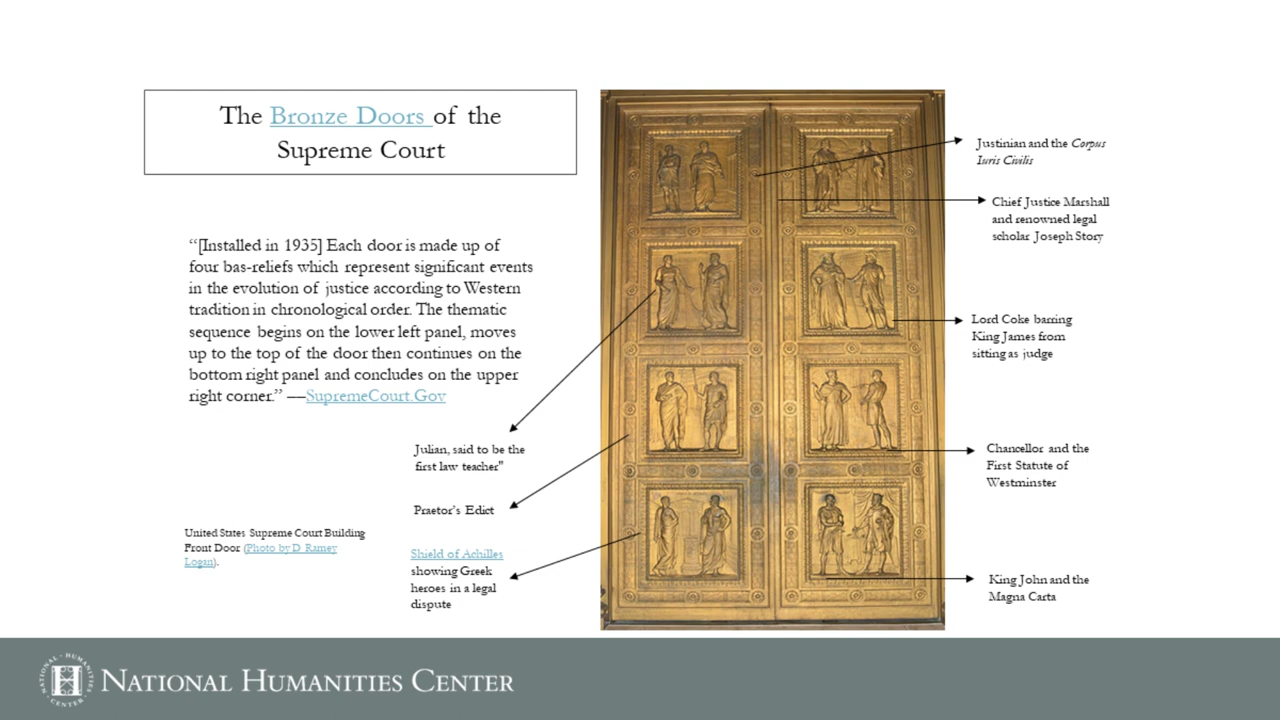 The Bronze Doors of the
Supreme Court
“[Installed in 1935] Each door is made up of
four bas-reliefs which represent significant events
in the evolution of justice according to Western
tradition in chronological order. The thematic
sequence begins on the lower left panel, moves
up to the top of the door then continues on the
bottom right panel and concludes on the upper
right corner.” —SupremeCourt.Gov
Julian, said to be the
first law teacher"
Praetor’s Edict
Shield of Achilles
showing Greek
heroes in a legal
dispute
United States Supreme Court Building
Front Door (Photo by D Ramey
Logan).
Justinian and the Corpus
Iuris Civilis
Chief Justice Marshall
and renowned legal
scholar Joseph Story
Lord Coke barring
King James from
sitting as judge
Chancellor and the
First Statute of
Westminster
King John and the
Magna Carta
NATIONAL · HUMANITIES · CENTER ·
H
NATIONAL HUMANITIES CENTER